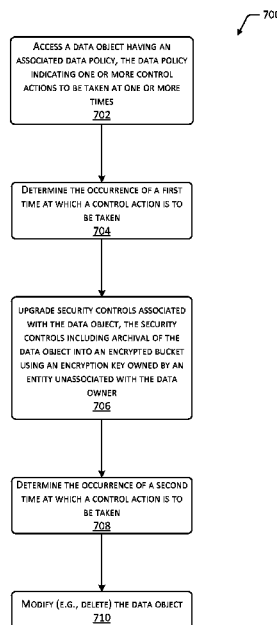 700
ACCESS A DATA OBJECT HAVING AN
ASSOCIATED DATA POLICY, THE DATA POLICY
INDICATING ONE OR MORE CONTROL
ACTIONS TO BE TAKEN AT ONE OR MORE
TIMES
702
DETERMINE THE OCCURRENCE OF A FIRST
TIME AT WHICH A CONTROL ACTION IS TO
BE TAKEN
704
UPGRADE SECURITY CONTROLS ASSOCIATED
WITH THE DATA OBJECT, THE SECURITY
CONTROLS INCLUDING ARCHIVAL OF THE
DATA OBJECT INTO AN ENCRYPTED BUCKET
USING AN ENCRYPTION KEY OWNED BY AN
ENTITY UNASSOCIATED WITH THE DATA
OWNER
706
DETERMINE THE OCCURRENCE OF A SECOND
TIME AT WHICH A CONTROL ACTION IS TO BE
TAKEN
708
MODIFY (E.G., DELETE) THE DATA OBJECT
710